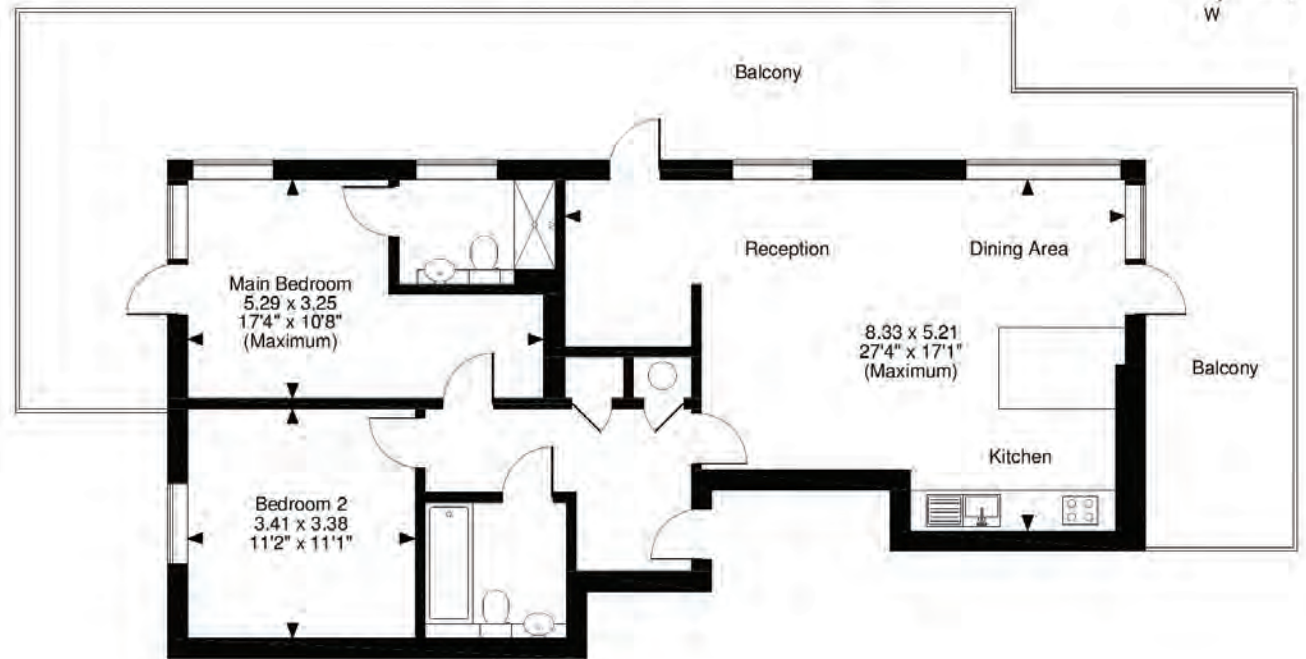 W
Balcony
Reception
Dining Area
Main Bedroom
5.29 x 3.25
17'4" x 10'8"
(Maximum)
8.33 x 5.21
27'4" x 17'1"
(Maximum)
Balcony
Kitchen
Bedroom 2
3.41 x 3.38
11'2" x 11'1"